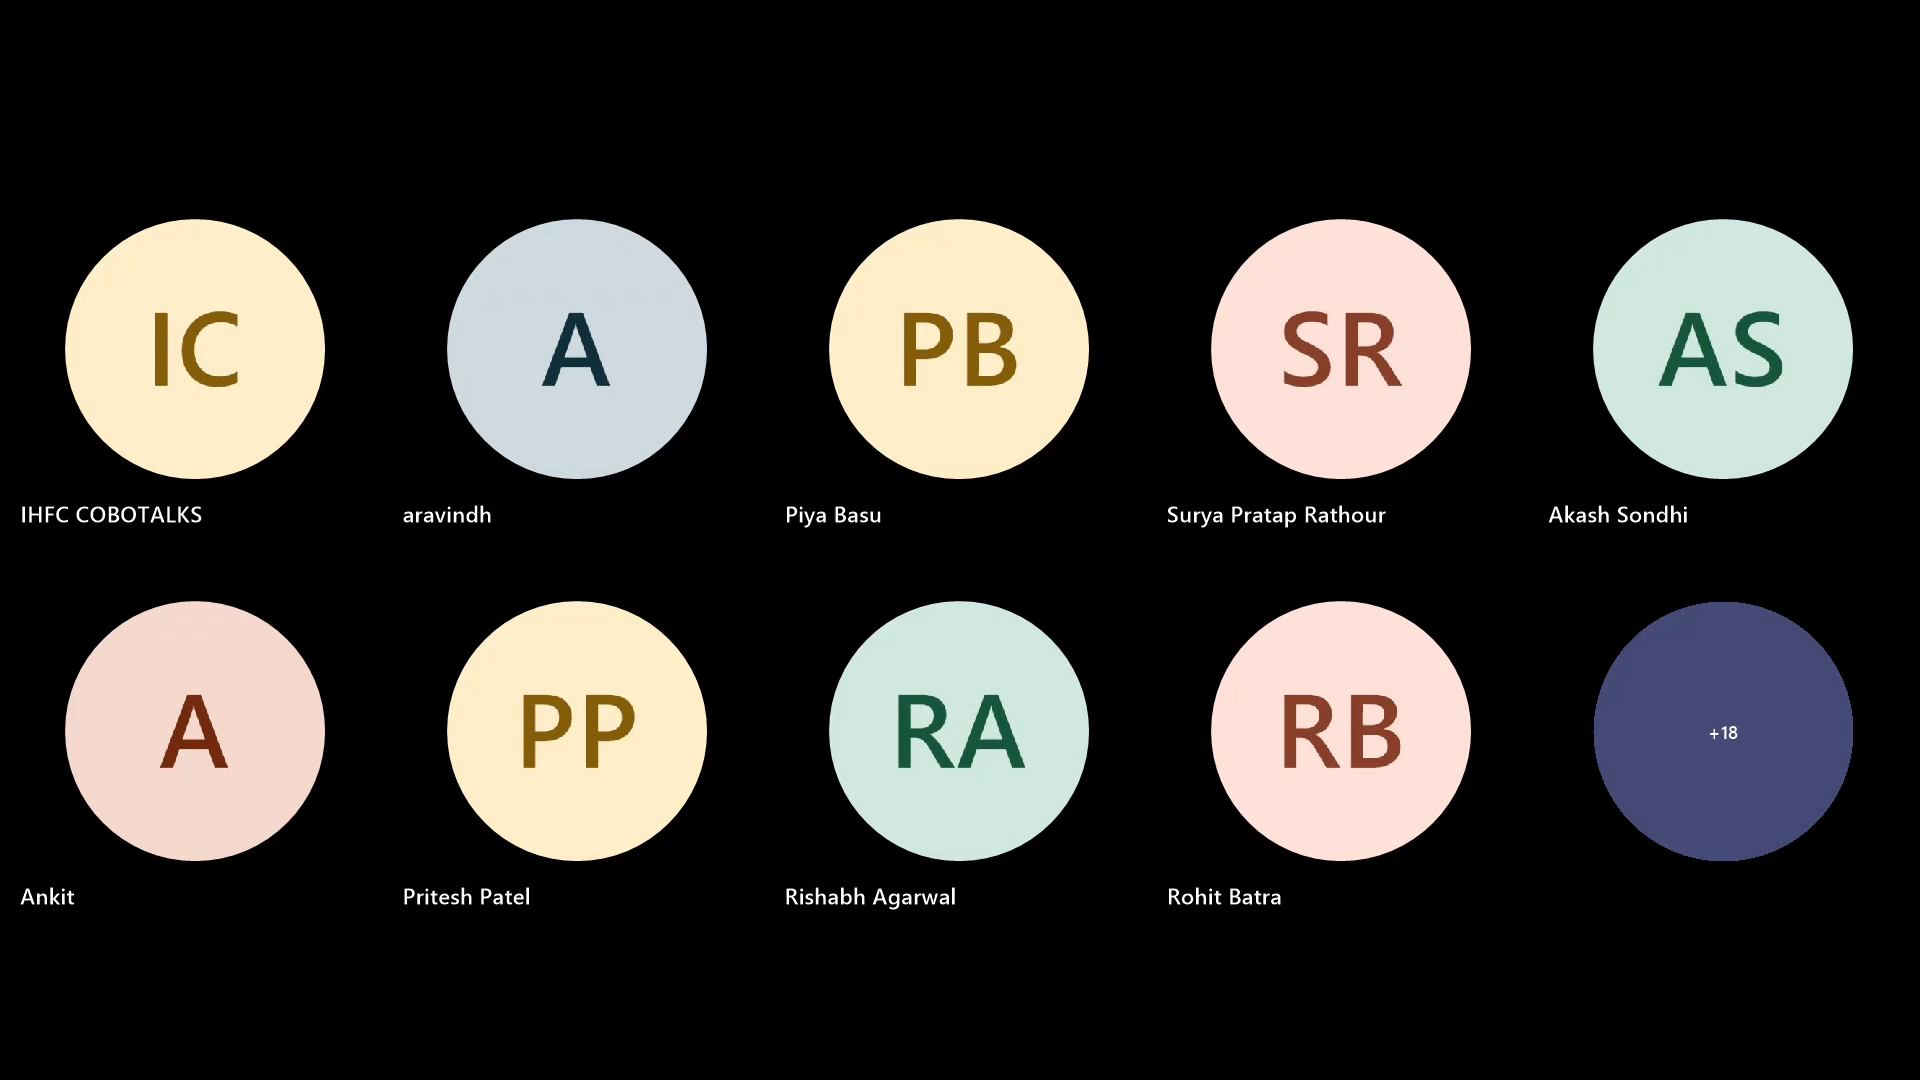 IC
A
PB
SR
AS
IHFC COBOTALKS
aravindh
Piya Basu
Surya Pratap Rathour
Akash Sondhi
A
PP
RA
RB
+18
Ankit
Pritesh Patel
Rishabh Agarwal
Rohit Batra